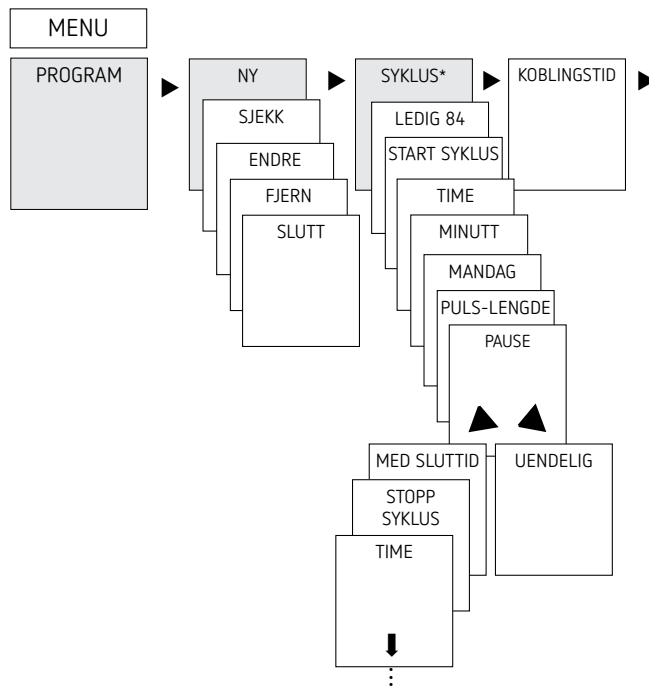 MENU
PROGRAM
NY
SJEKK
ENDRE
FJERN
SLUTT
SYKLUS*
LEDIG 84
START SYKLUS
TIME
MINUTT
MANDAG
PULS-LENGDE
PAUSE
MED SLUTTID
STOPP
SYKLUS
TIME
UENDELIG
KOBLINGSTID